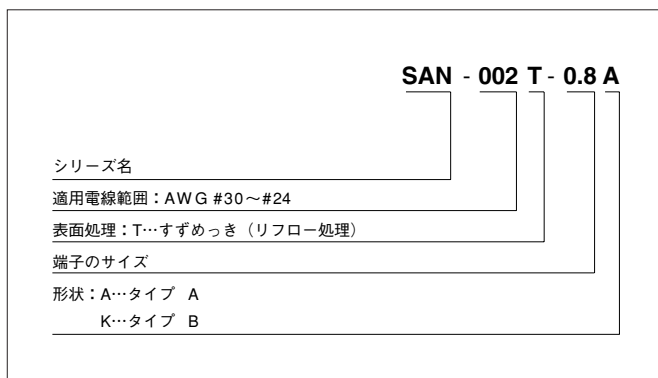 SAN - 002 T - 0.8 A
シリーズ名
適用電線範囲：AWG #30～#24
表面処理：T…すずめっき（リフロー処理）
端子のサイズ
形状：A…タイプ A
K…タイプ B